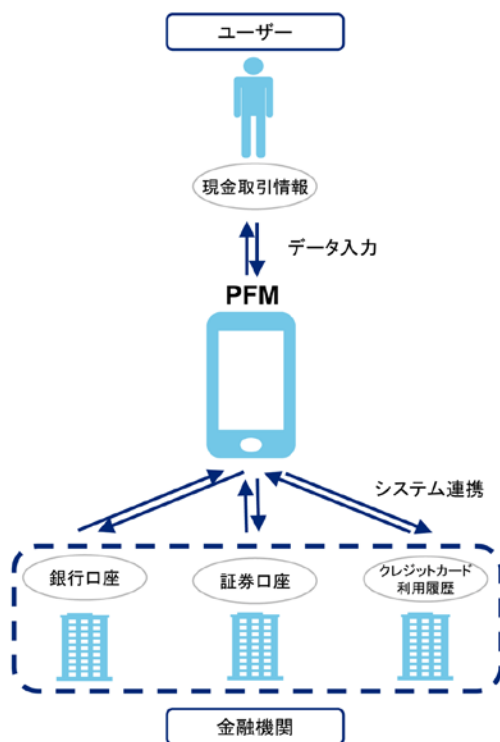 ユーザー
現金取引情報
データ入力
PFM
システム連携
銀行口座
証券口座
クレジットカード
利用履歴
金融機関